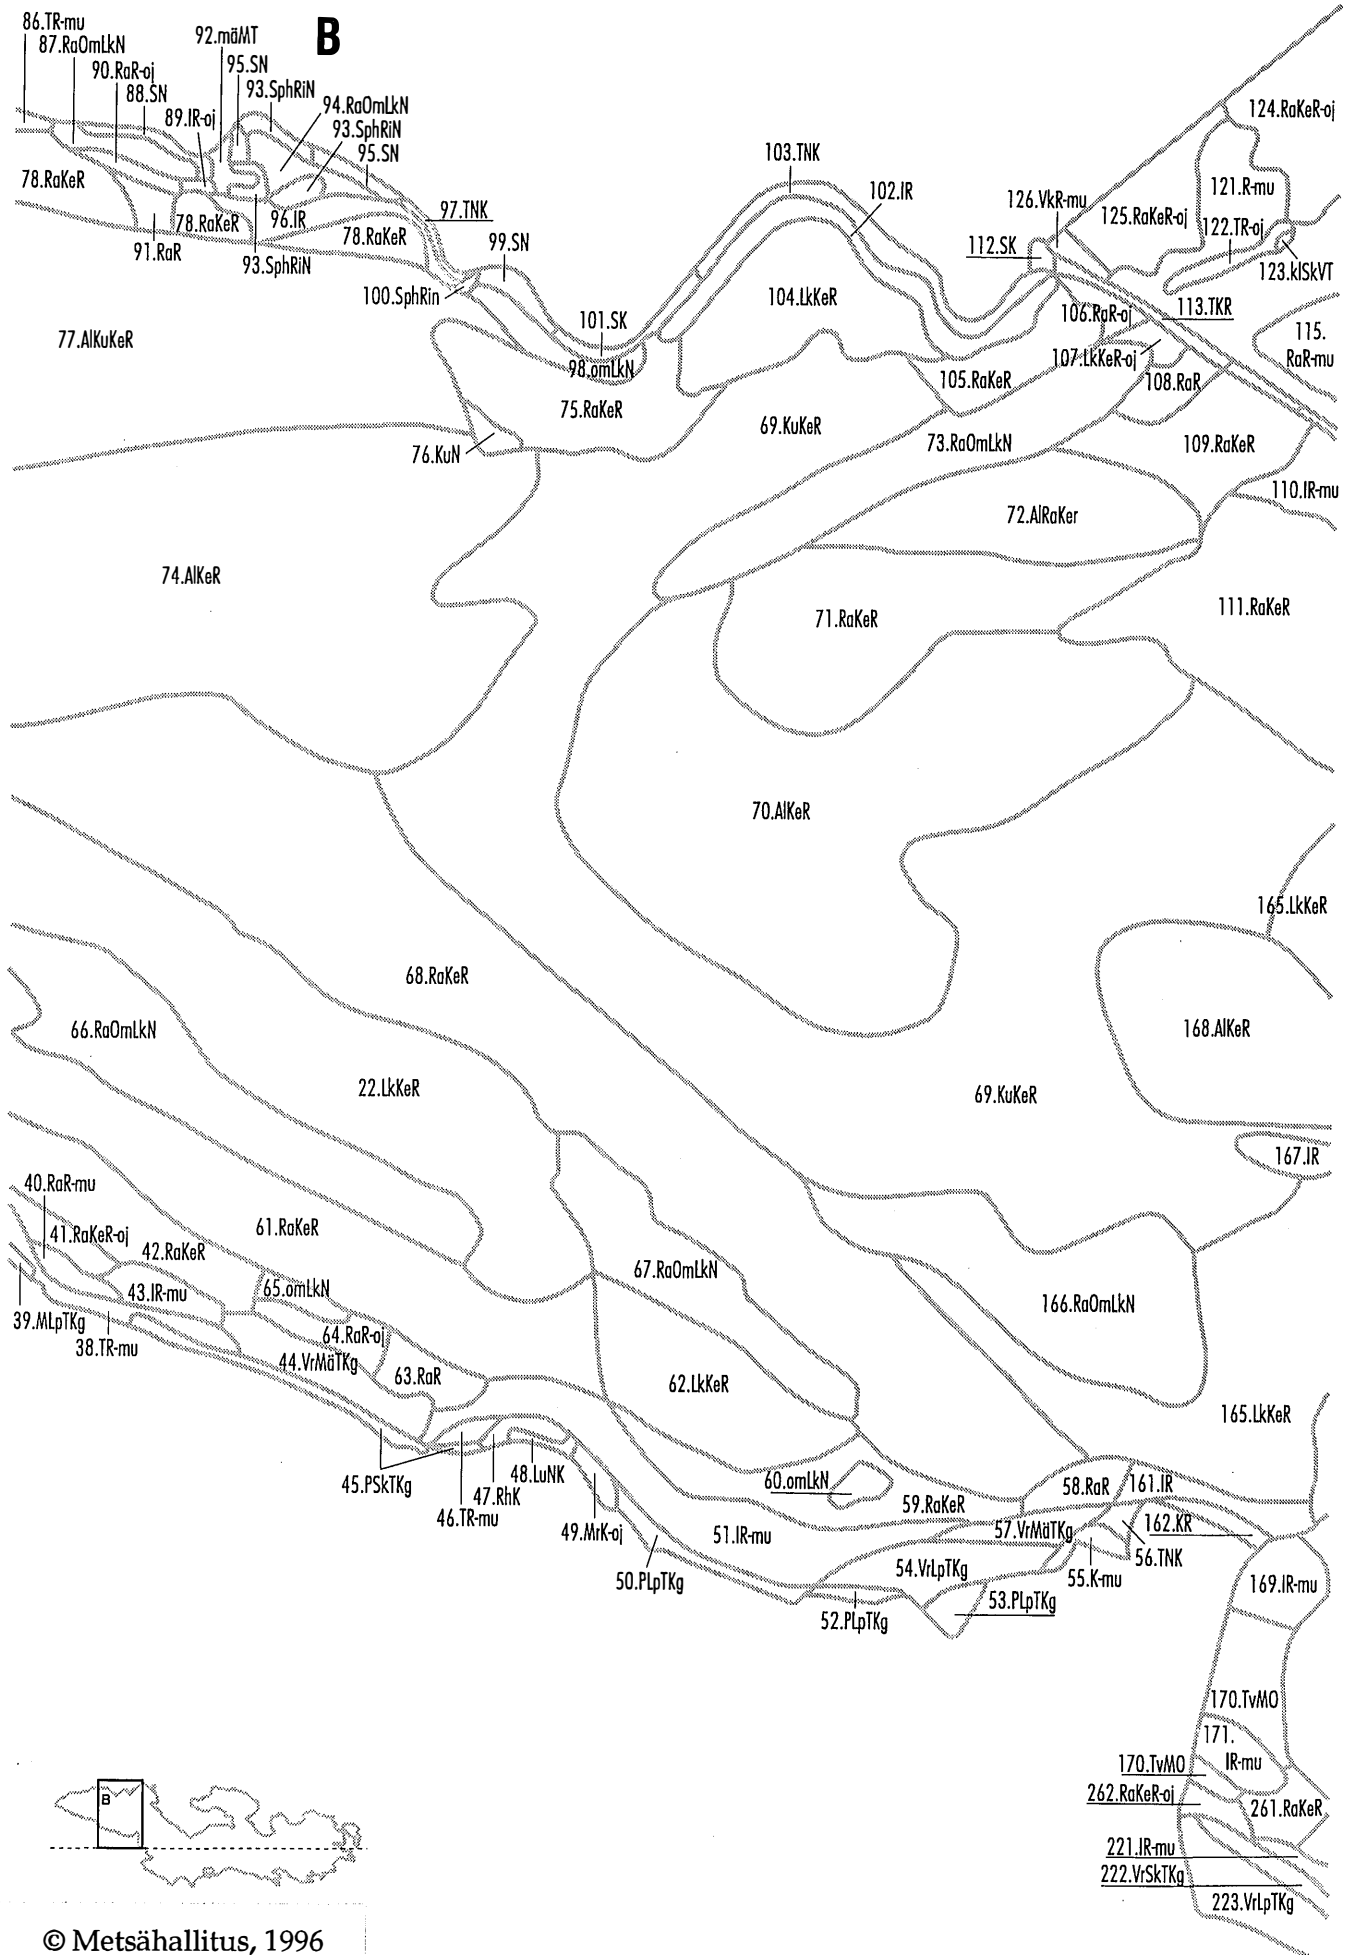 86.TR-mu
87.RaOmLkN
90.RaR-oj
88.SN
89.IR-oj
92.mäMT
95.SN
93.SphRiN
94.RaOmLkN
93.SphRiN
95.SN
B
78.RaKeR
91.RaR
78.RaKeR
93.SphRiN
96.IR
78.RaKeR
97.TNK
99.SN
100.SphRin
101.SK
98.omLkN
103.TNK
102.IR
104.LkKeR
112.SK
126.VkR-mu
125.RaKeR-oj
124.RaKeR-oj
121.R-mu
122.TR-oj
123.klSkVT
113.TKR
106.RaR-oj
107.LkKeR-oj
108.RaR
105.RaKeR
115.
RaR-mu
77.AlKuKeR
75.RaKeR
76.KuN
69.KuKeR
73.RaOmLkN
109.RaKeR
110.IR-mu
72.AlRaKer
74.AlKeR
71.RaKeR
111.RaKeR
70.AlKeR
165.LkKeR
68.RaKeR
66.RaOmLkN
168.AlKeR
22.LkKeR
69.KuKeR
167.IR
40.RaR-mu
41.RaKeR-oj
42.RaKeR
61.RaKeR
43.IR-mu
65.omLkN
67.RaOmLkN
166.RaOmLkN
39.MLpTKg
38.TR-mu
64.RaR-oj
44.VrMäTKg
63.RaR
62.LkKeR
165.LkKeR
45.PSkTKg
46.TR-mu
47.RhK
48.LuNK
49.MrK-oj
60.omLkN
59.RaKeR
58.RaR
161.IR
51.IR-mu
57.VrMäTKg
162.KR
56.TNK
50.PLpTKg
54.VrLpTKg
55.K-mu
53.PLpTKg
52.PLpTKg
169.IR-mu
170.TvMO
171.
IR-mu
170.TvMO
262.RaKeR-oj
261.RaKeR
221.IR-mu
222.VrSkTKg
223.VrLpTKg
B
© Metsähallitus, 1996